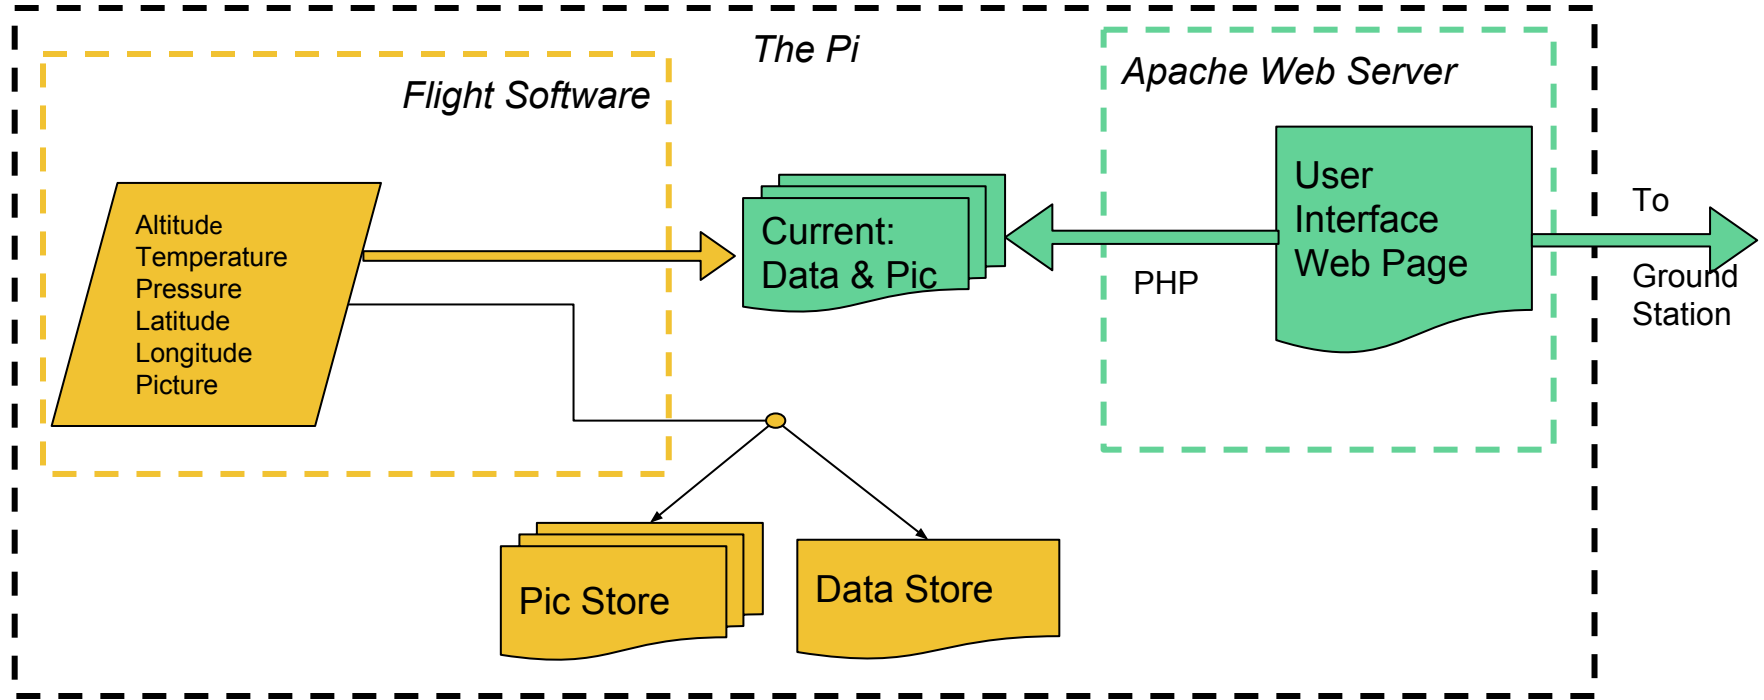 The Pi
Flight Software
Apache Web Server
Altitude
Temperature
Pressure
Latitude
Longitude
Picture
Current:
Data & Pic
PHP
User
Interface
Web Page
To
Ground
Station
Pic Store
Data Store